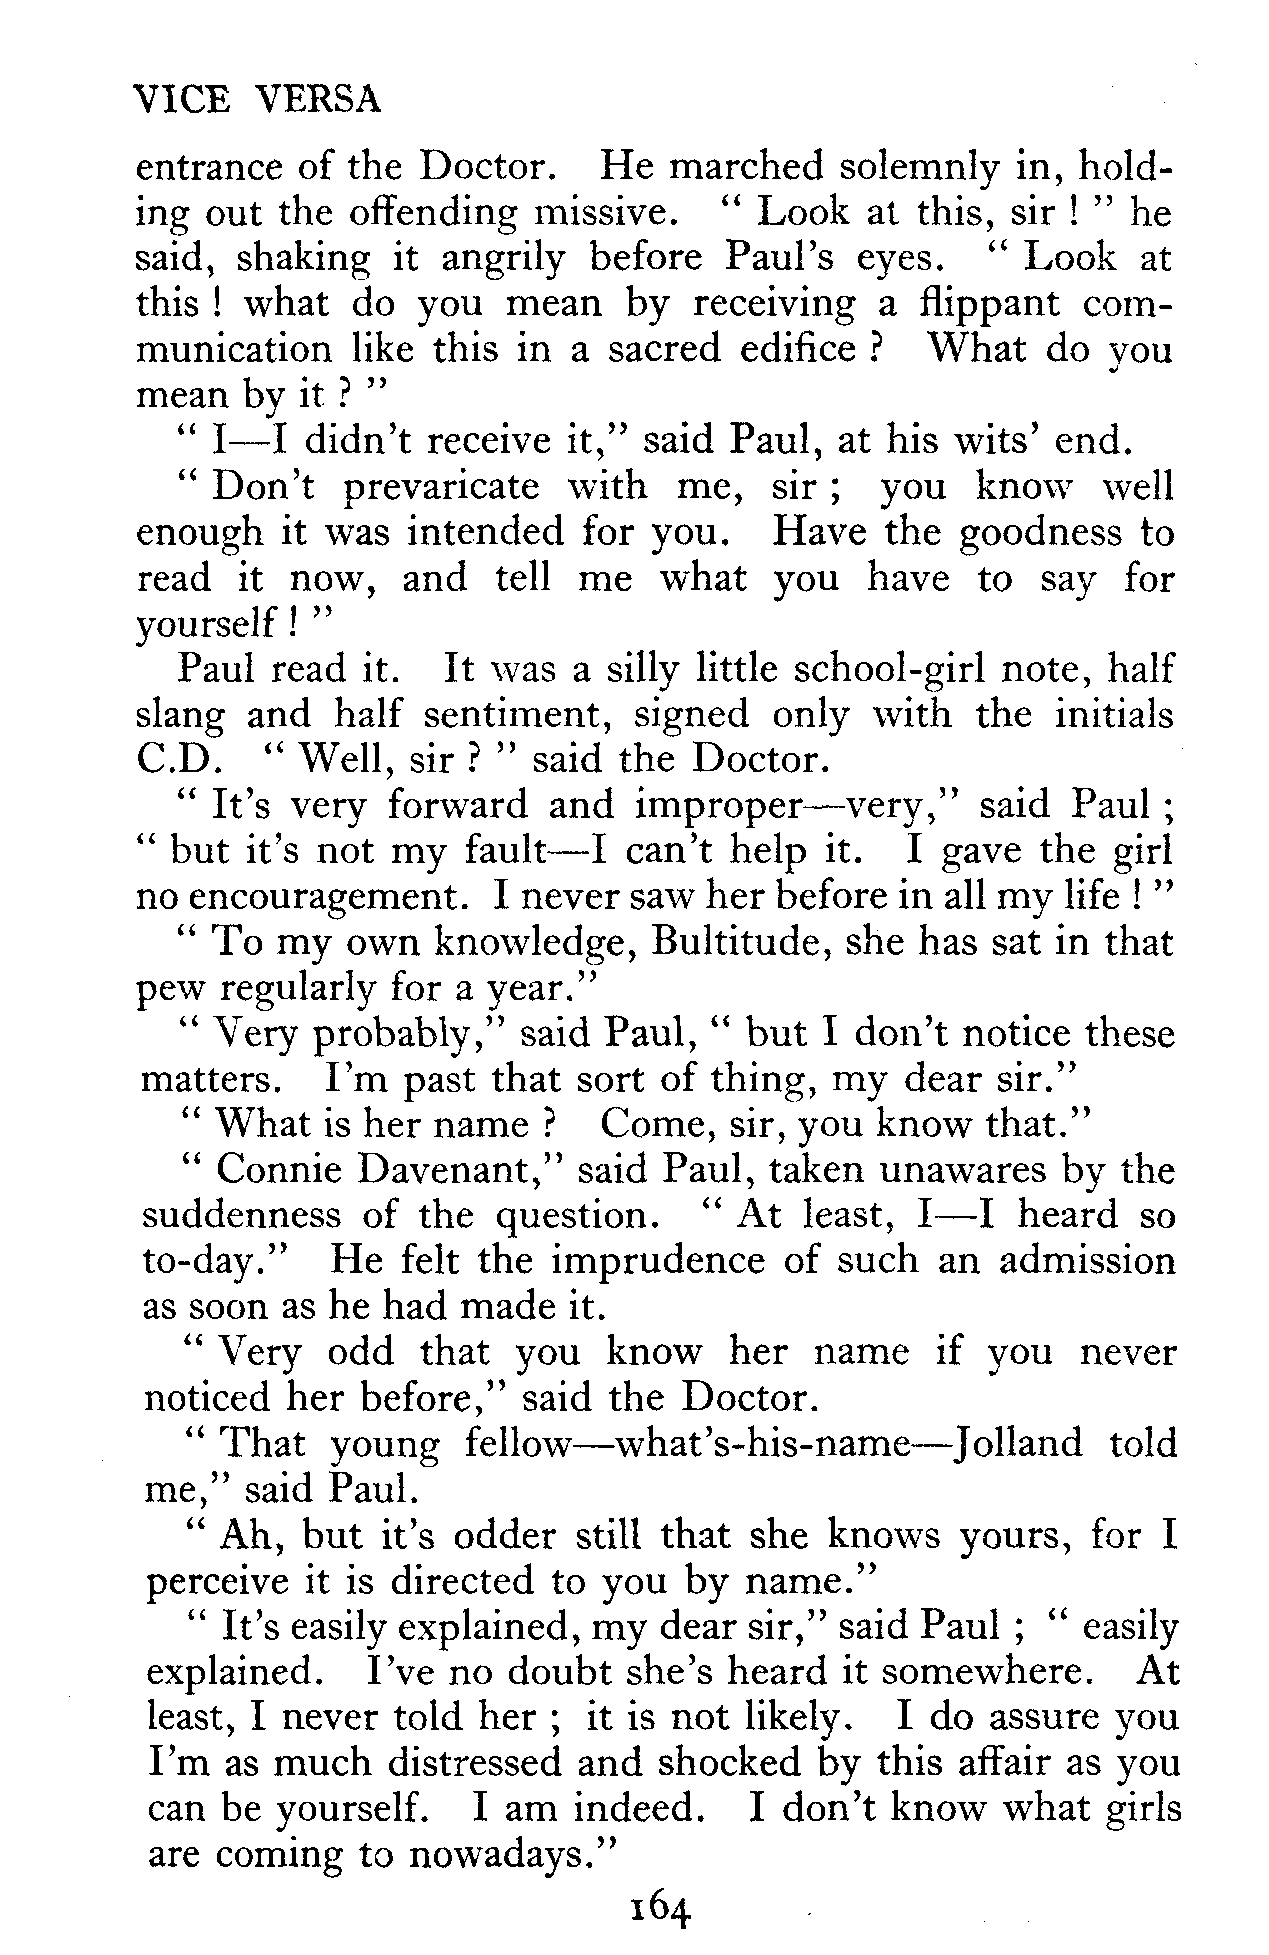 VICE VERSA
entrance of the Doctor. He marched solemnly in, hold-
ing out the offending missive. " Look at this, sir ! " he
said, shaking it angrily before Paul's eyes. " Look at
this ! what do you mean by receiving a flippant com-
munication like this in a sacred edifice ? What do you
mean by it ? "
" I—I didn't receive it," said Paul, at his wits' end.
" Don't prevaricate with me, sir ; you know well
enough it was intended for you. Have the goodness to
read it now, and tell me what you have to say for
yourself ! "
Paul read it. It was a silly little school-girl note, half
slang and half sentiment, signed only with the initials
C.D. " Well, sir ? " said the Doctor.
" It's very forward and improper—very," said Paul ;
" but it's not my fault—I can't help it. I gave the girl
no encouragement. I never saw her before in all my life ! "
" To my own knowledge, Bultitude, she has sat in that
pew regularly for a year."
" Very probably," said Paul, " but I don't notice these
matters. I'm past that sort of thing, my dear sir."
" What is her name ? Come, sir, you know that."
" Connie Davenant," said Paul, taken unawares by the
suddenness of the question. " At least, I—I heard so
to-day." He felt the imprudence of such an admission
as soon as he had made it.
" Very odd that you know her name if you never
noticed her before," said the Doctor.
" That young fellow—what's-his-name—Jolland told
me," said Paul.
" Ah, but it's odder still that she knows yours, for I
perceive it is directed to you by name."
" It's easily explained, my dear sir," said Paul ; " easily
explained. I've no doubt she's heard it somewhere. At
least, I never told her ; it is not likely. I do assure you
I'm as much distressed and shocked by this affair as you
can be yourself. I am indeed. I don't know what girls
are coming to nowadays."
164